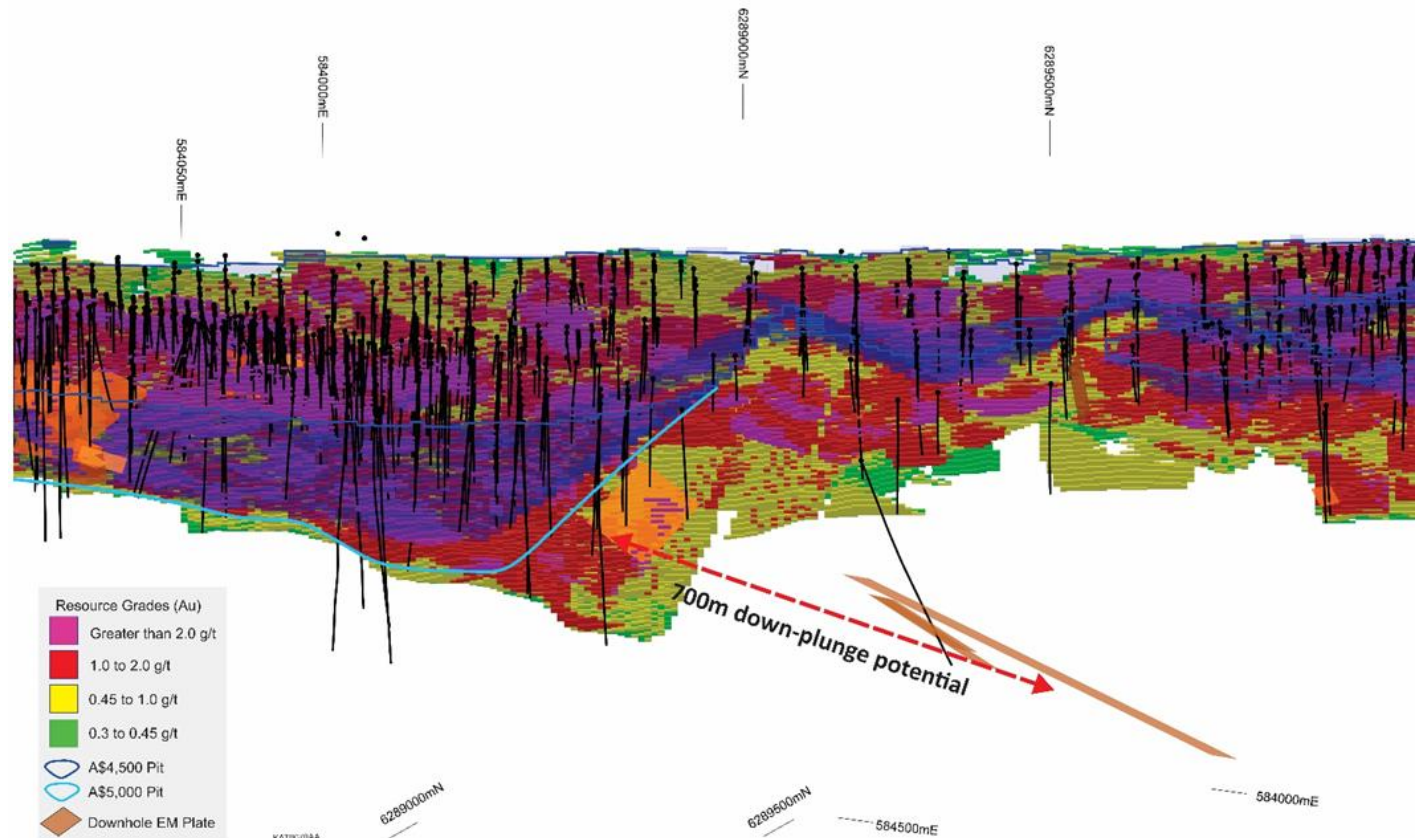 6289000mN
584000mE
6289500mN
584050mE
700m down-plunge potential
Resource Grades (Au)
Greater than 2.0 g/t
1.0 to 2.0 g/t
0.45 to 1.0 g/t
0.3 to 0.45 g/t
A$4,500 Pit
A$5,000 Pit
Downhole EM Plate
6289000mN
6289500mN
584000mE
584500mE